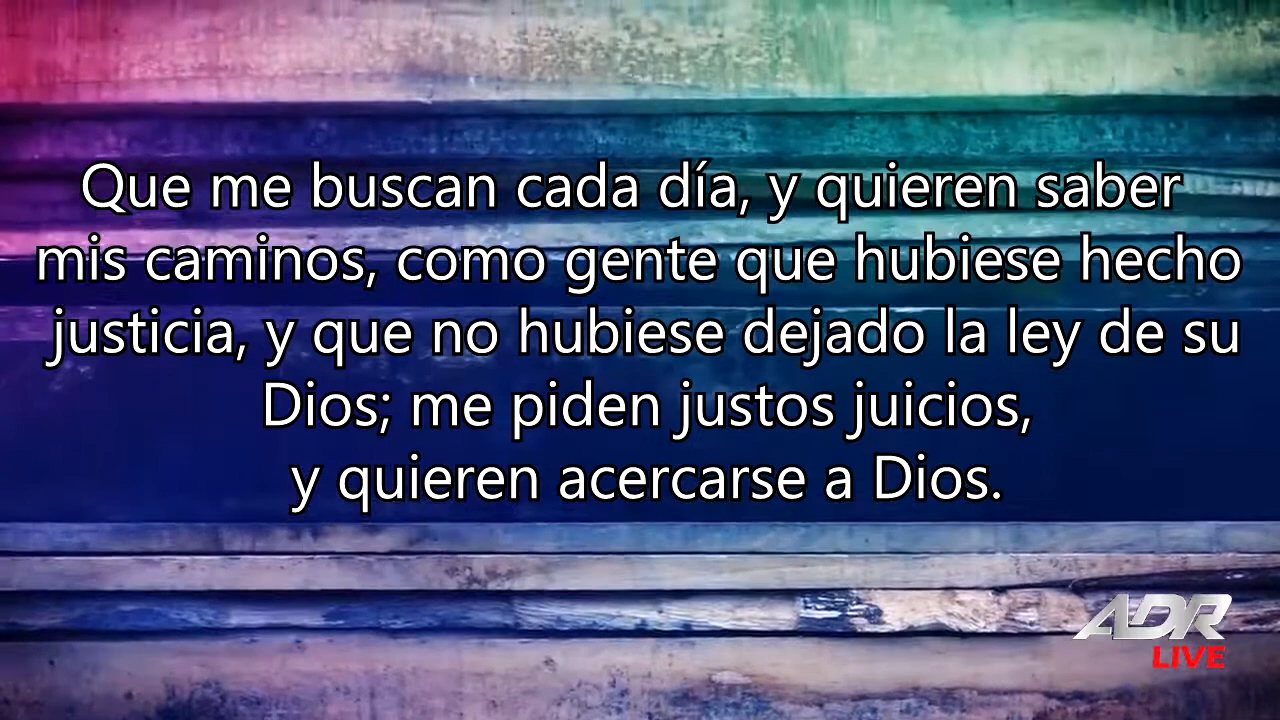 Que me buscan cada día, y quieren saber
mis caminos, como gente que hubiese hecho
justicia, y que no hubiese dejado la ley de su
Dios; me piden justos juicios,
y quieren acercarse a Dios.
ADR
LIVE